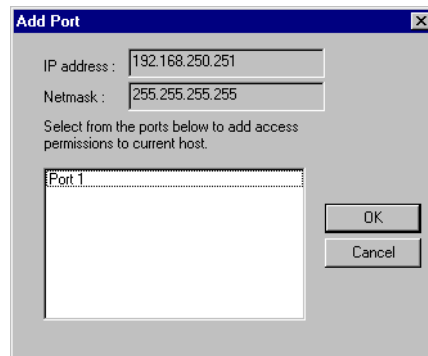 Add Port
IP address : 192.168.250.251
Netmask : 255.255.255.255
Select from the ports below to add access
permissions to current host.
Port 1
OK
Cancel